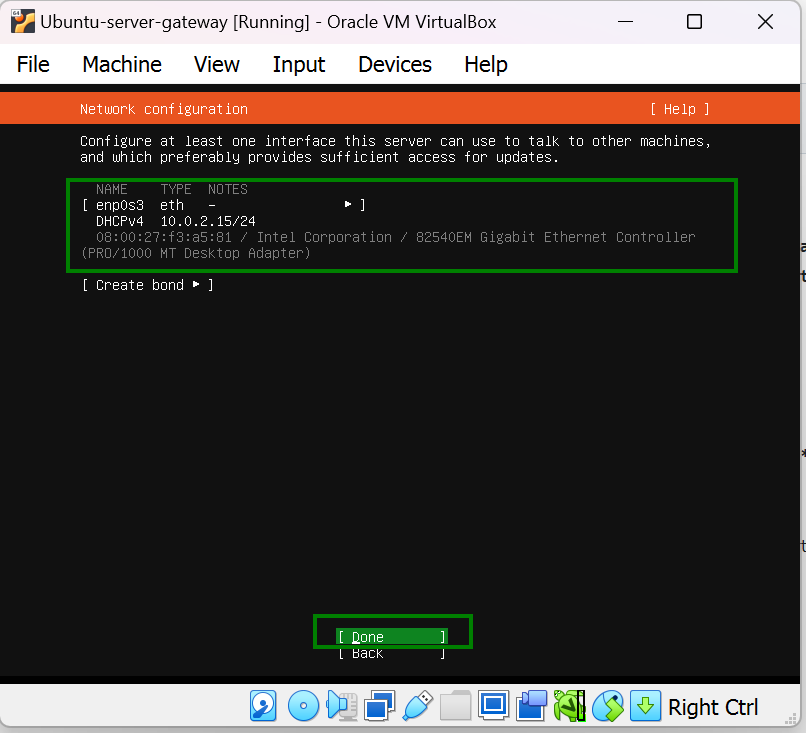 Ubuntu-server-gateway [Running] - Oracle VM VirtualBox
File Machine View Input Devices Help
Network configuration [ Help ]
Configure at least one interface this server can use to talk to other machines,
and which preferably provides sufficient access for updates.
NAME TYPE NOTES
[ enp0s3 eth - ▸ ]
DHCPv4 10.0.2.15/24
08:00:27:f3:a5:81 / Intel Corporation / 82540EM Gigabit Ethernet Controller
(PRO/1000 MT Desktop Adapter)
[ Create bond ▸ ]
[ Done ]
[ Back ]
Right Ctrl